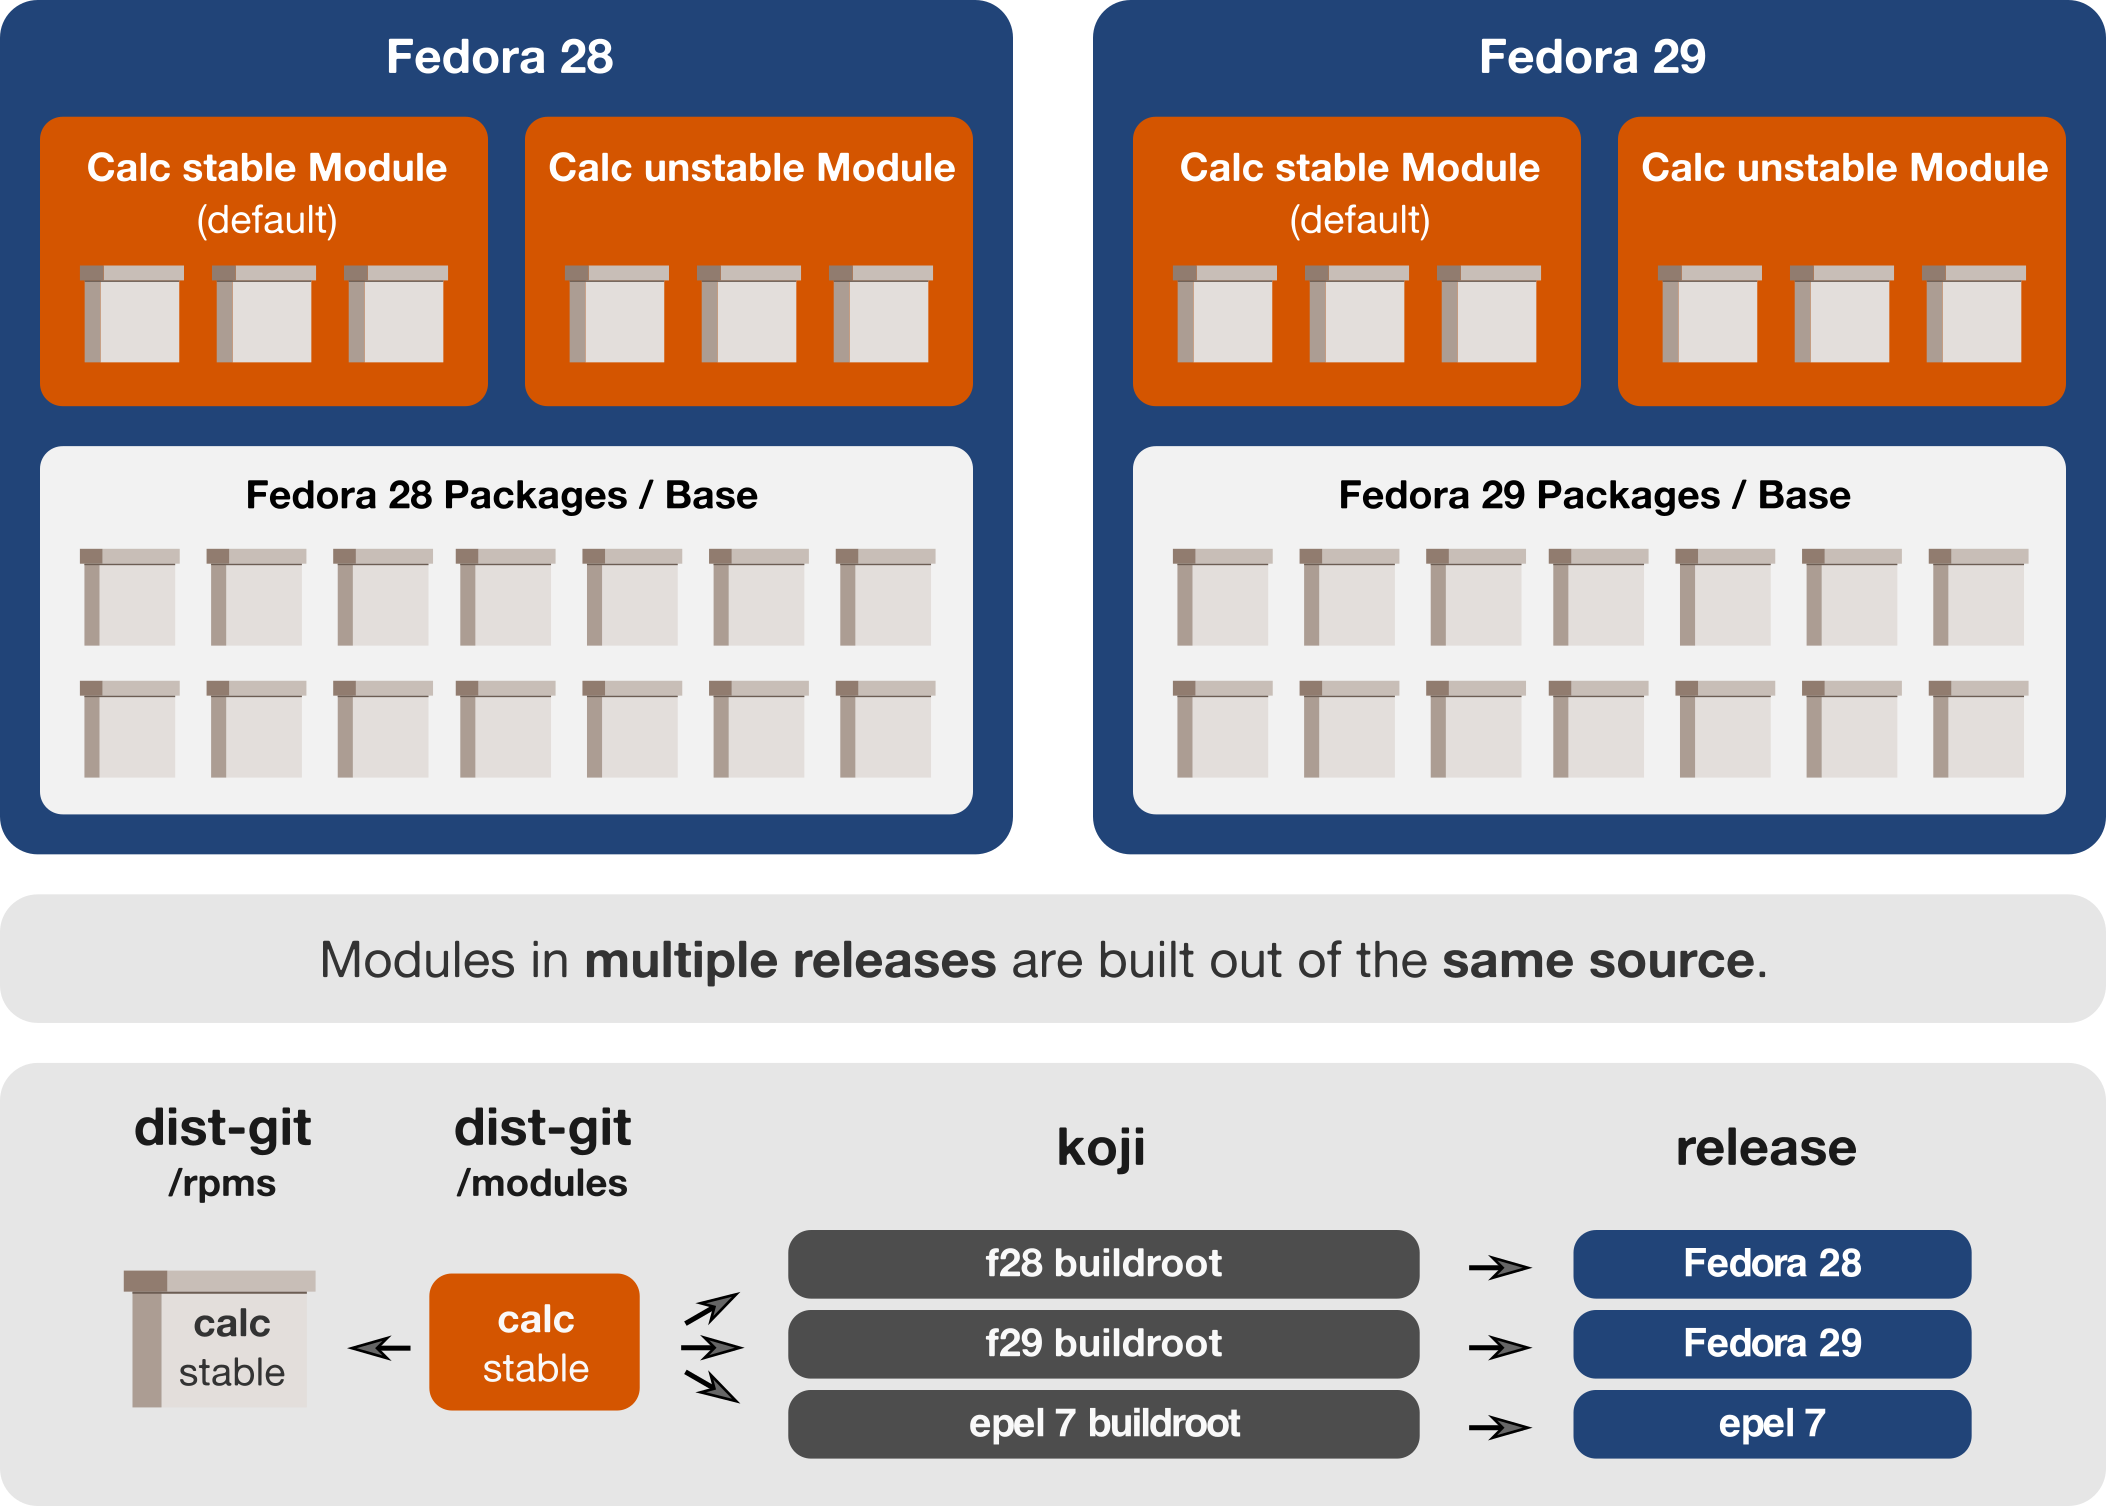 Fedora 28
Calc stable Module
(default)
Calc unstable Module
Fedora 28 Packages / Base
Fedora 29
Calc stable Module
(default)
Calc unstable Module
Fedora 29 Packages / Base
Modules in multiple releases are built out of the same source.
dist-git
/rpms
calc
stable
dist-git
/modules
calc
stable
koji
f28 buildroot
f29 buildroot
epel 7 buildroot
release
Fedora 28
Fedora 29
epel 7